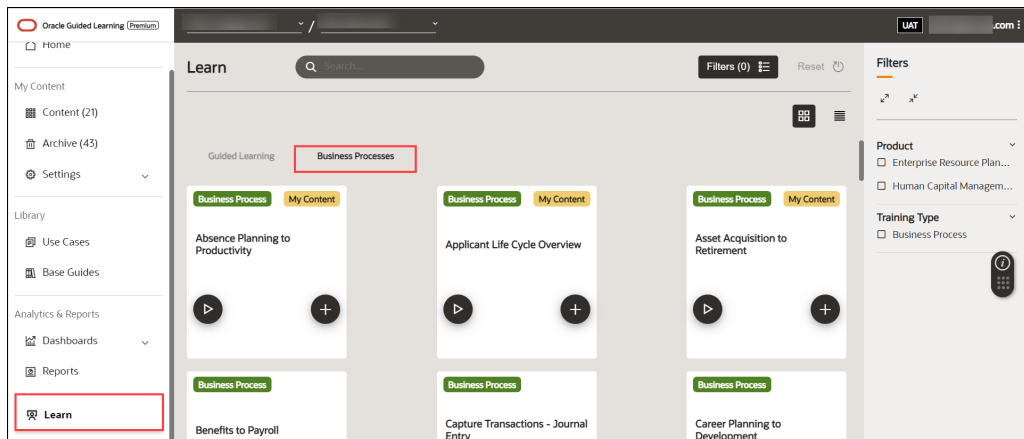 Oracle Guided Learning Premium
Home
My Content
Content (21)
Archive (43)
Settings
Library
Use Cases
Base Guides
Analytics & Reports
Dashboards
Reports
Learn
/
UAT
.com
Learn
Search...
Filters (0)
Reset
Guided Learning
Business Processes
Business Process
My Content
Absence Planning to
Productivity
Business Process
My Content
Applicant Life Cycle Overview
Business Process
My Content
Asset Acquisition to
Retirement
Business Process
Benefits to Payroll
Business Process
Capture Transactions - Journal
Entry
Business Process
Career Planning to
Development
Filters
Product
Enterprise Resource Plan...
Human Capital Managem...
Training Type
Business Process